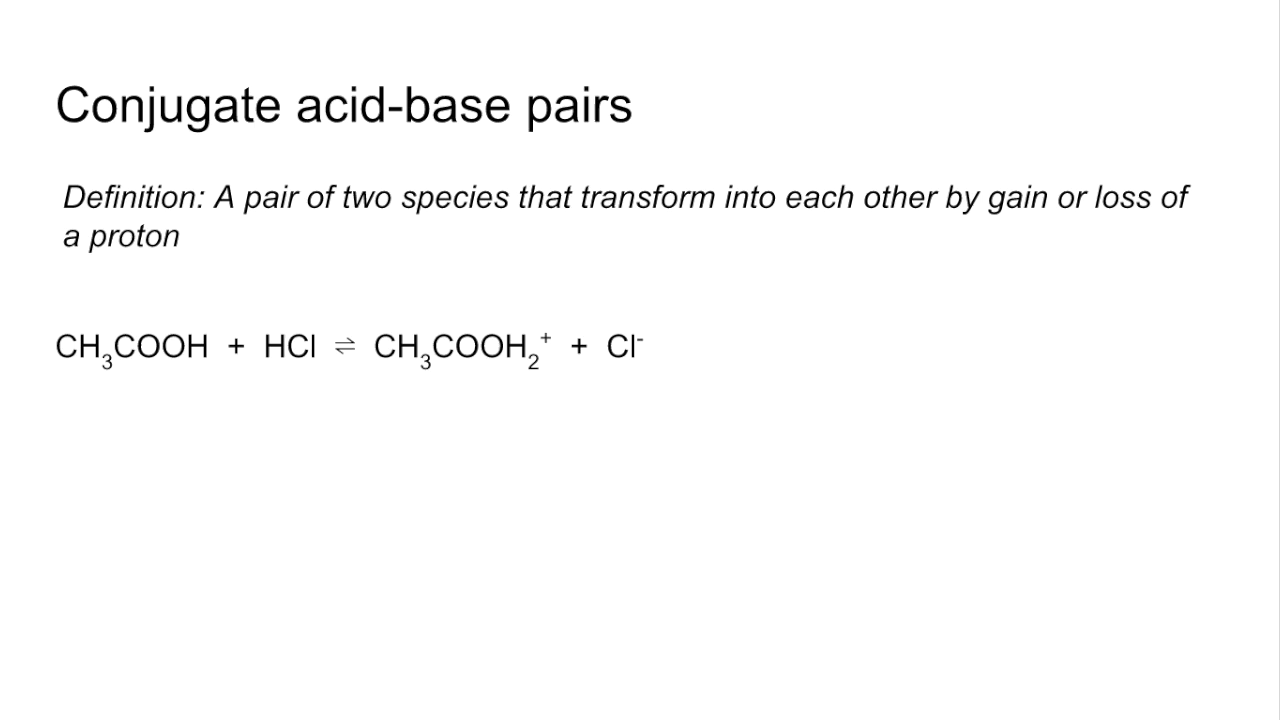 Conjugate acid-base pairs
Definition: A pair of two species that transform into each other by gain or loss of
a proton
CH₃COOH + HCl ⇌ CH₃COOH₂⁺ + Cl⁻